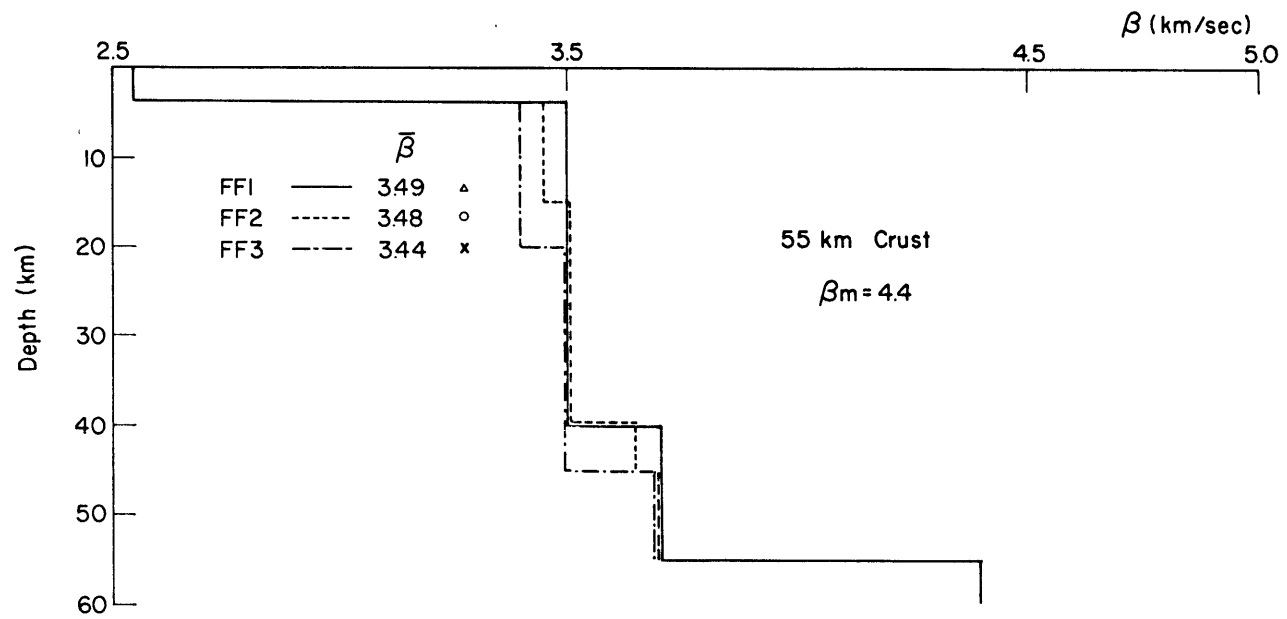 β (km/sec)
2.5 3.5 4.5 5.0
β̅
10
FF1 3.49 △
FF2 3.48 ○
20
FF3 3.44 x
55 km Crust
βm = 4.4
30
40
50
60
Depth (km)